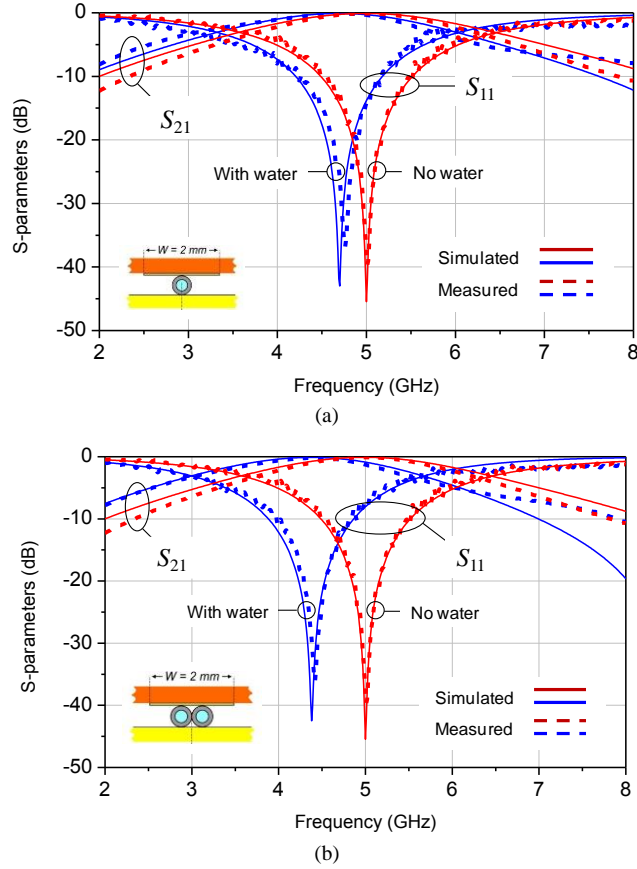 0
-10
-20
-30
-40
-50
S-parameters (dB)
S21
S11
With water
No water
W = 2 mm
Simulated
Measured
2 3 4 5 6 7 8
Frequency (GHz)
(a)
0
-10
-20
-30
-40
-50
S-parameters (dB)
S21
S11
With water
No water
W = 2 mm
Simulated
Measured
2 3 4 5 6 7 8
Frequency (GHz)
(b)